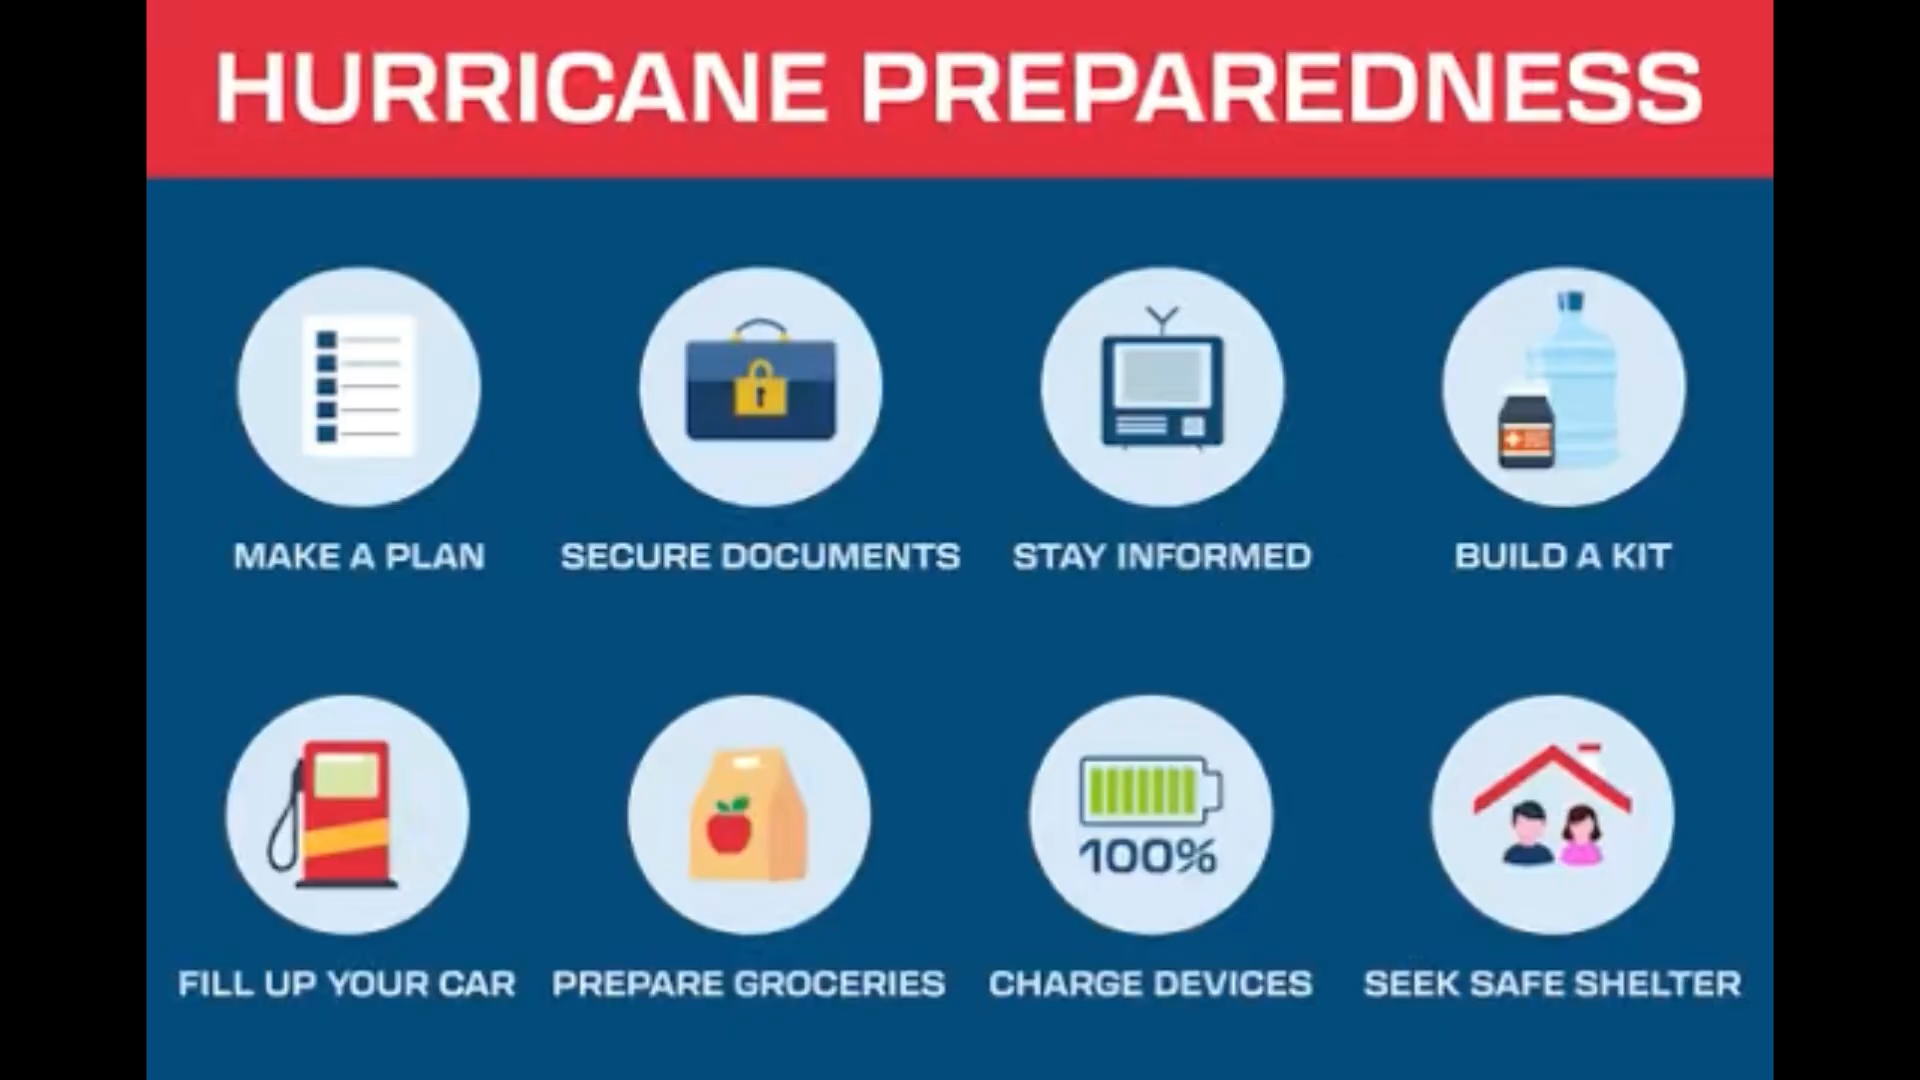 HURRICANE PREPAREDNESS
MAKE A PLAN
SECURE DOCUMENTS
STAY INFORMED
BUILD A KIT
100%
FILL UP YOUR CAR
PREPARE GROCERIES
CHARGE DEVICES
SEEK SAFE SHELTER